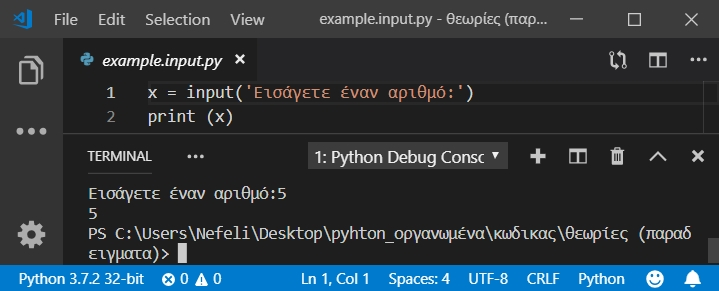 File Edit Selection View ••• example.input.py - θεωρίες (παρ...
example.input.py
1 x = input('Εισάγετε έναν αριθμό:')
2 print (x)
TERMINAL ••• 1: Python Debug Consc
Εισάγετε έναν αριθμό:5
5
PS C:\Users\Nefeli\Desktop\pyhton_οργανωμένα\κωδικας\θεωρίες (παραδ
ειγματα)>
Python 3.7.2 32-bit 0 0 Ln 1, Col 1 Spaces: 4 UTF-8 CRLF Python